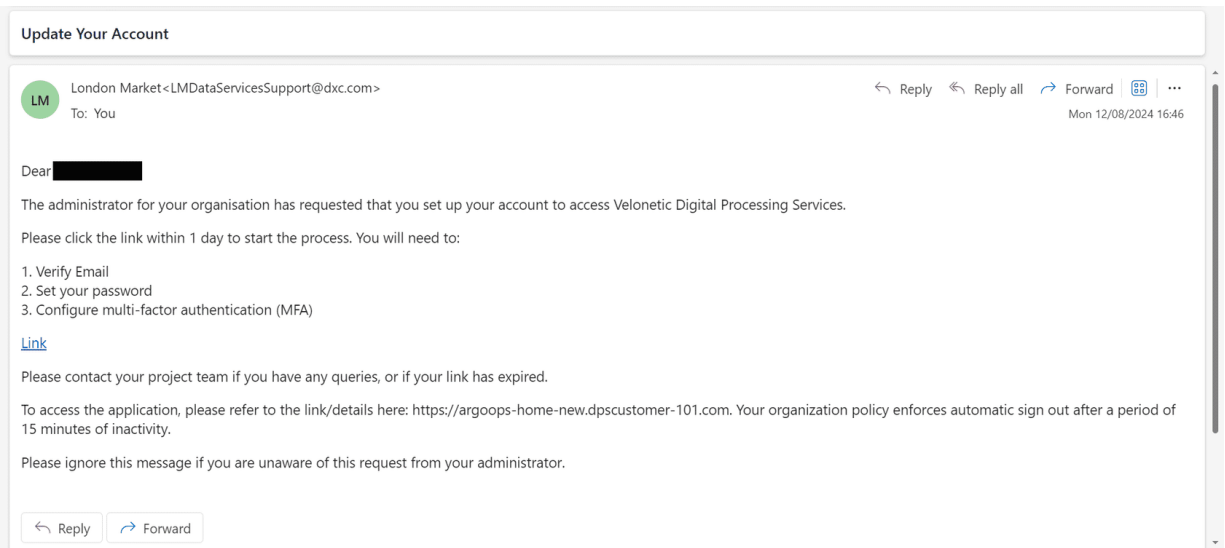 Update Your Account
LM
London Market<LMDataServicesSupport@dxc.com>
Reply
Reply all
Forward
To: You
Mon 12/08/2024 16:46
Dear
The administrator for your organisation has requested that you set up your account to access Velonetic Digital Processing Services.
Please click the link within 1 day to start the process. You will need to:
1. Verify Email
2. Set your password
3. Configure multi-factor authentication (MFA)
Link
Please contact your project team if you have any queries, or if your link has expired.
To access the application, please refer to the link/details here: https://argoops-home-new.dpscustomer-101.com. Your organization policy enforces automatic sign out after a period of
15 minutes of inactivity.
Please ignore this message if you are unaware of this request from your administrator.
Reply
Forward